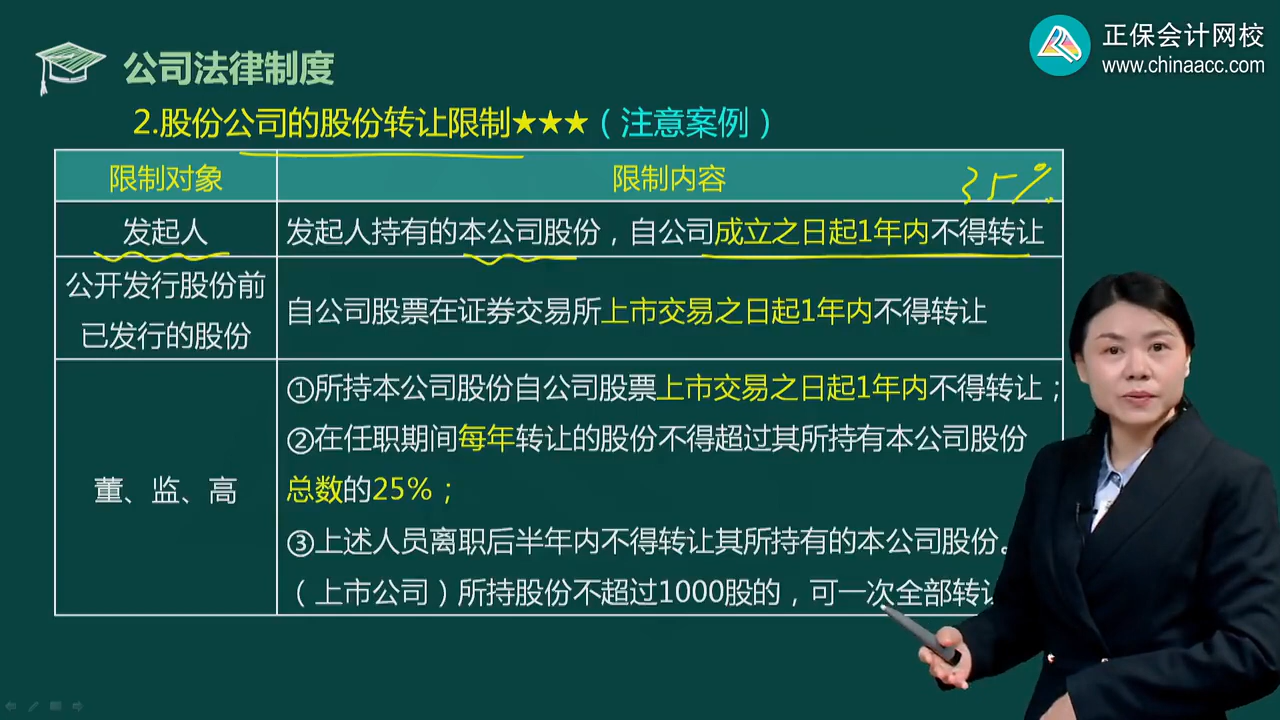 正保会计网校
www.chinaacc.com
公司法律制度
2.股份公司的股份转让限制★★★（注意案例）
限制对象
限制内容
35%
发起人
发起人持有的本公司股份，自公司成立之日起1年内不得转让
公开发行股份前
已发行的股份
自公司股票在证券交易所上市交易之日起1年内不得转让
董、监、高
①所持本公司股份自公司股票上市交易之日起1年内不得转让；
②在任职期间每年转让的股份不得超过其所持有本公司股份
总数的25%；
③上述人员离职后半年内不得转让其所持有的本公司股份。
（上市公司）所持股份不超过1000股的，可一次全部转